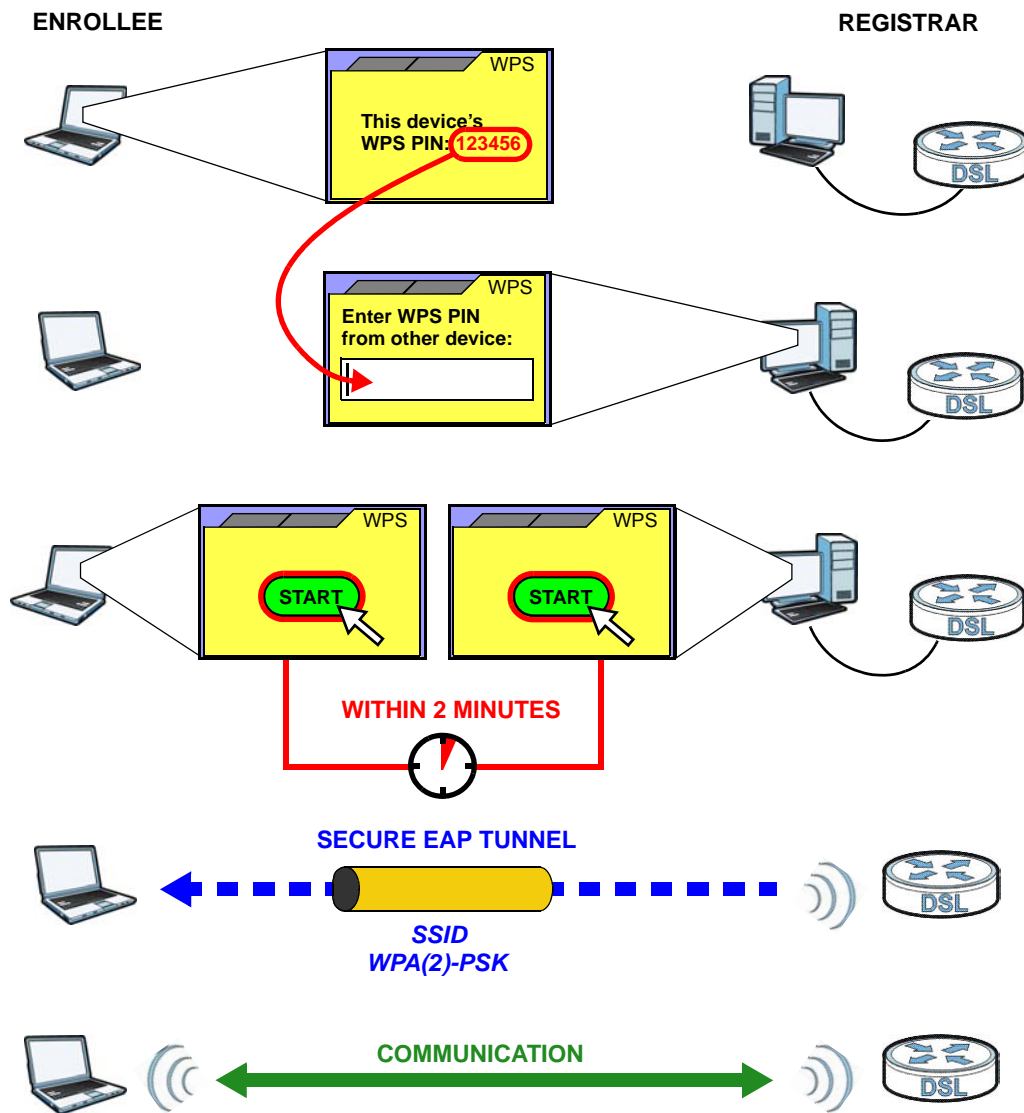 ENROLLEE
REGISTRAR
WPS
This device's
WPS PIN: 123456
DSL
WPS
Enter WPS PIN
from other device:
DSL
WPS
START
WPS
START
DSL
WITHIN 2 MINUTES
SECURE EAP TUNNEL
SSID
WPA(2)-PSK
DSL
COMMUNICATION
DSL